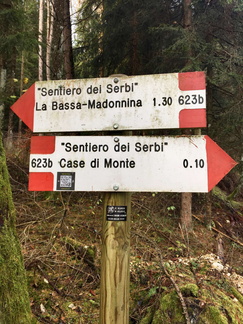 "Sentiero dei Serbi"
La Bassa-Madonnina 1.30 623b
"Sentiero dei Serbi"
623b Case di Monte 0.10